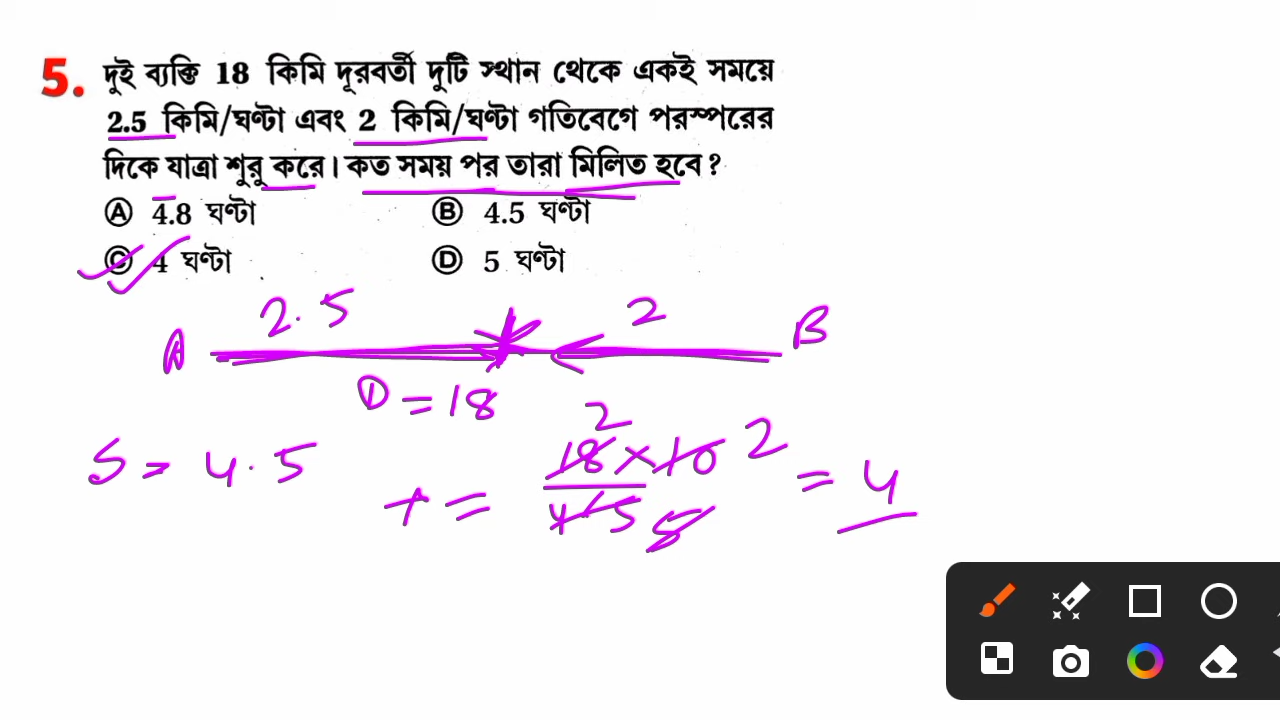 5. দুই ব্যক্তি 18 কিমি দূরবর্তী দুটি স্থান থেকে একই সময়ে
2.5 কিমি/ঘণ্টা এবং 2 কিমি/ঘণ্টা গতিবেগে পরস্পরের
দিকে যাত্রা শুরু করে। কত সময় পর তারা মিলিত হবে?
Ⓐ 4.8 ঘণ্টা Ⓑ 4.5 ঘণ্টা
Ⓒ 4 ঘণ্টা Ⓓ 5 ঘণ্টা
2.5 2
A B
D = 18
2
18 × 10 2
S = 4.5 = 4
t =
45 5